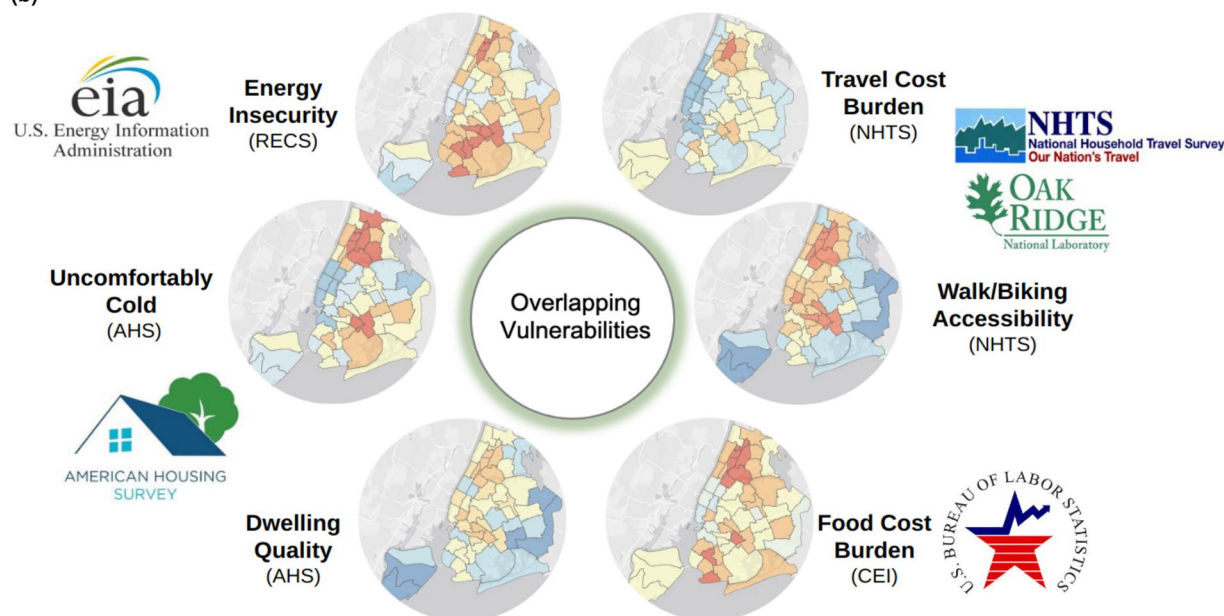 (b)
eia
U.S. Energy Information
Administration
Energy
Insecurity
(RECS)
Travel Cost
Burden
(NHTS)
NHTS
National Household Travel Survey
Our Nation's Travel
OAK
RIDGE
National Laboratory
Uncomfortably
Cold
(AHS)
Overlapping
Vulnerabilities
Walk/Biking
Accessibility
(NHTS)
AMERICAN HOUSING
SURVEY
Dwelling
Quality
(AHS)
Food Cost
Burden
(CEI)
U.S. BUREAU OF LABOR STATISTICS